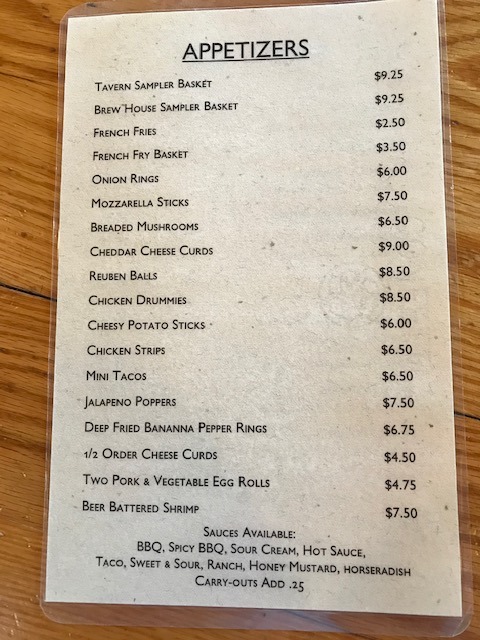 APPETIZERS
TAVERN SAMPLER BASKET $9.25
BREW HOUSE SAMPLER BASKET $9.25
FRENCH FRIES $2.50
FRENCH FRY BASKET $3.50
ONION RINGS $6.00
MOZZARELLA STICKS $7.50
BREADED MUSHROOMS $6.50
CHEDDAR CHEESE CURDS $9.00
REUBEN BALLS $8.50
CHICKEN DRUMMIES $8.50
CHEESY POTATO STICKS $6.00
CHICKEN STRIPS $6.50
MINI TACOS $6.50
JALAPENO POPPERS $7.50
DEEP FRIED BANANNA PEPPER RINGS $6.75
1/2 ORDER CHEESE CURDS $4.50
TWO PORK & VEGETABLE EGG ROLLS $4.75
BEER BATTERED SHRIMP $7.50
SAUCES AVAILABLE:
BBQ, SPICY BBQ, SOUR CREAM, HOT SAUCE,
TACO, SWEET & SOUR, RANCH, HONEY MUSTARD, HORSERADISH
CARRY-OUTS ADD .25